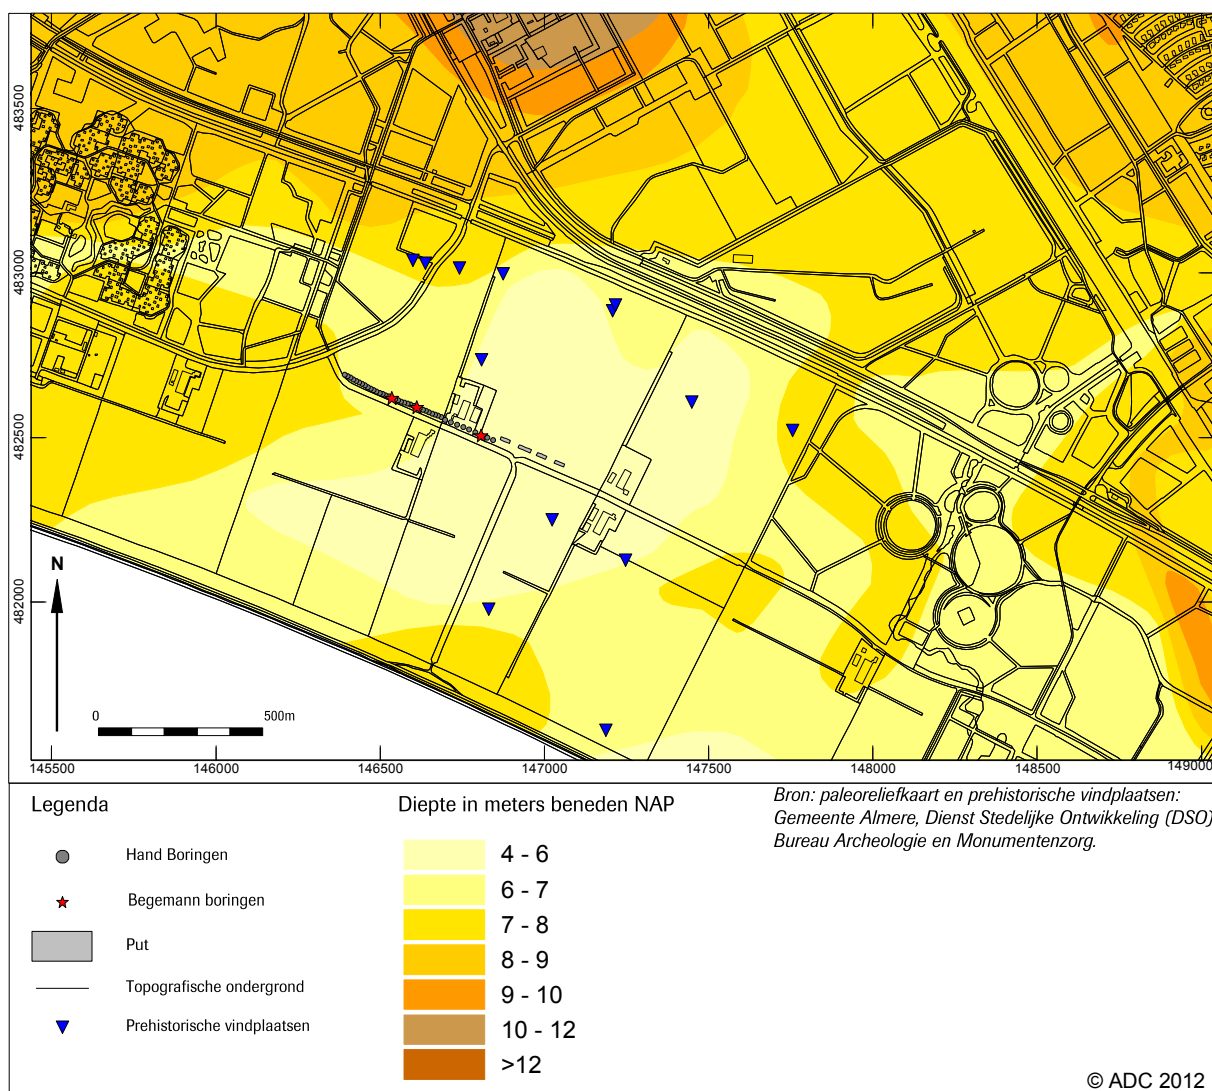 483500
483000
482500
482000
N
0 500m
145500 146000 146500 147000 147500 148000 148500 149000
Legenda
Hand Boringen
Begemann boringen
Put
Topografische ondergrond
Prehistorische vindplaatsen
Diepte in meters beneden NAP
4 - 6
6 - 7
7 - 8
8 - 9
9 - 10
10 - 12
>12
Bron: paleoreliefkaart en prehistorische vindplaatsen:
Gemeente Almere, Dienst Stedelijke Ontwikkeling (DSO)
Bureau Archeologie en Monumentenzorg.
© ADC 2012